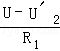 U - U′₂
R₁